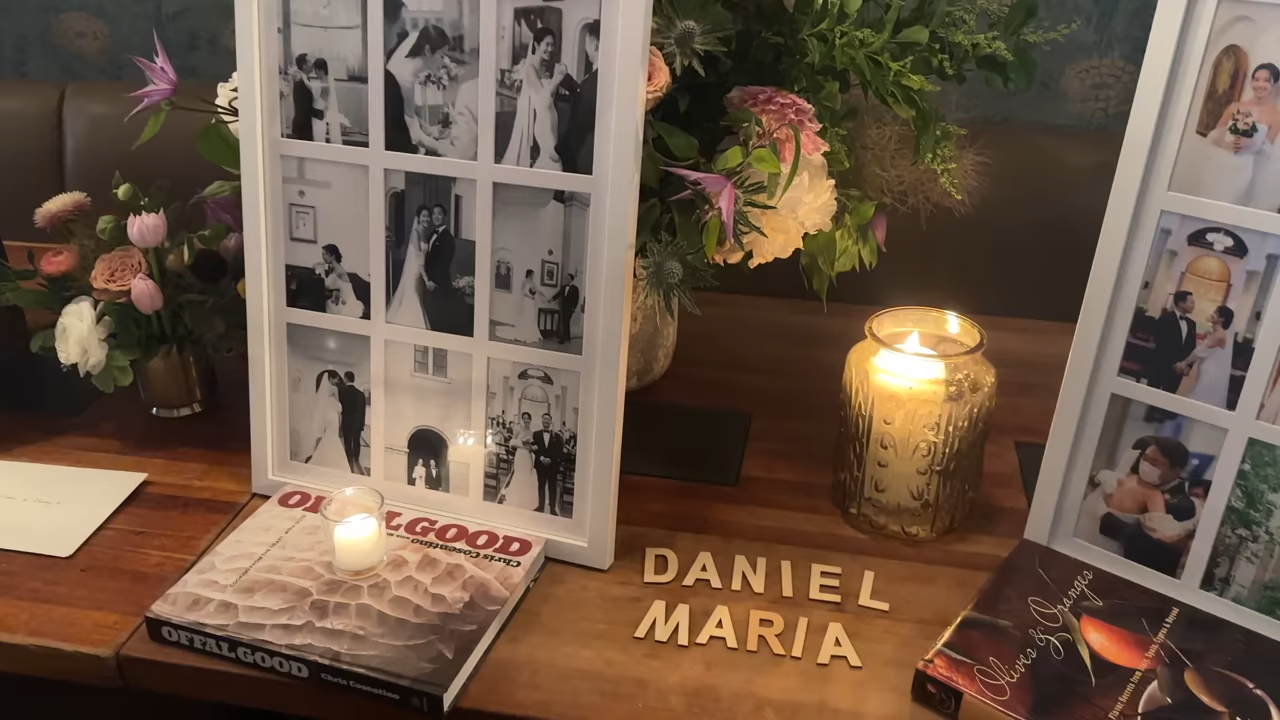 OFFAL GOOD
Chris Cosentino
OFFAL GOOD
Chris Cosentino
DANIEL
MARIA
Olives & Oranges